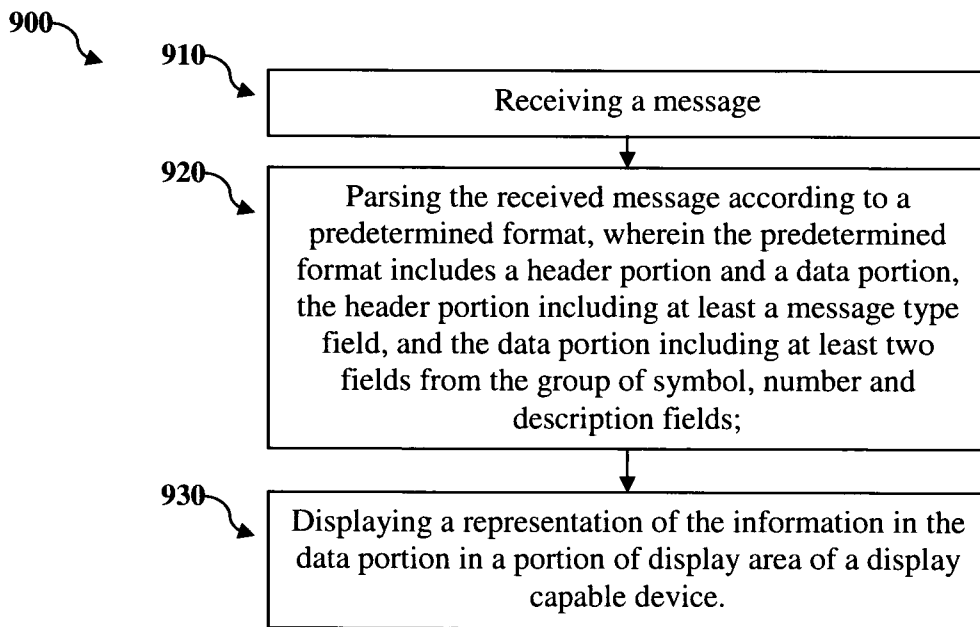 900
910
Receiving a message
920
Parsing the received message according to a
predetermined format, wherein the predetermined
format includes a header portion and a data portion,
the header portion including at least a message type
field, and the data portion including at least two
fields from the group of symbol, number and
description fields;
930
Displaying a representation of the information in the
data portion in a portion of display area of a display
capable device.